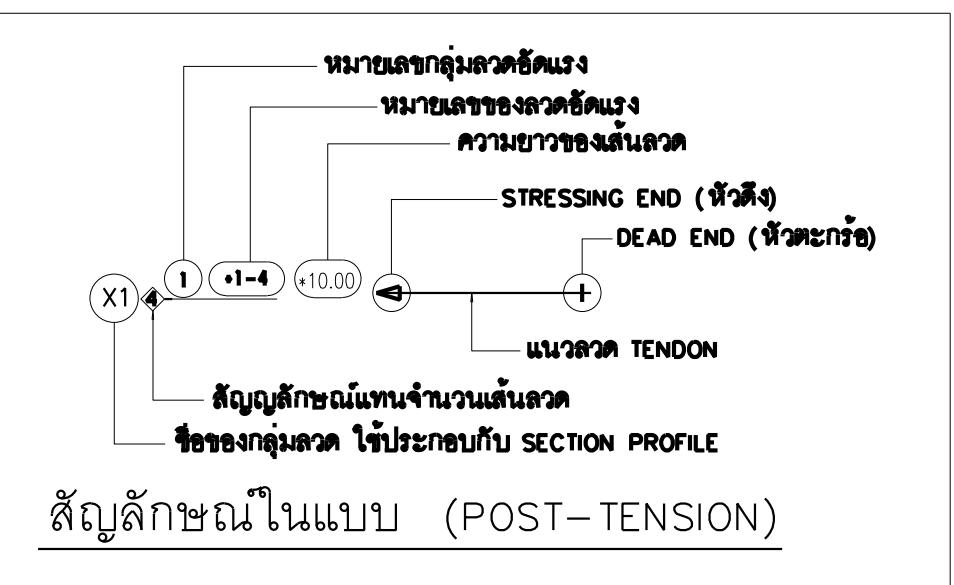 หมายเลขกลุ่มลวดอัดแรง
หมายเลขของลวดอัดแรง
ความยาวของเส้นลวด
STRESSING END (หัวดึง)
DEAD END (หัวตะกร้อ)
X1 4 1 *1-4 *10.00
แนวลวด TENDON
สัญญลักษณ์แทนจำนวนเส้นลวด
ชื่อของกลุ่มลวด ใช้ประกอบกับ SECTION PROFILE
สัญลักษณ์ในแบบ (POST-TENSION)